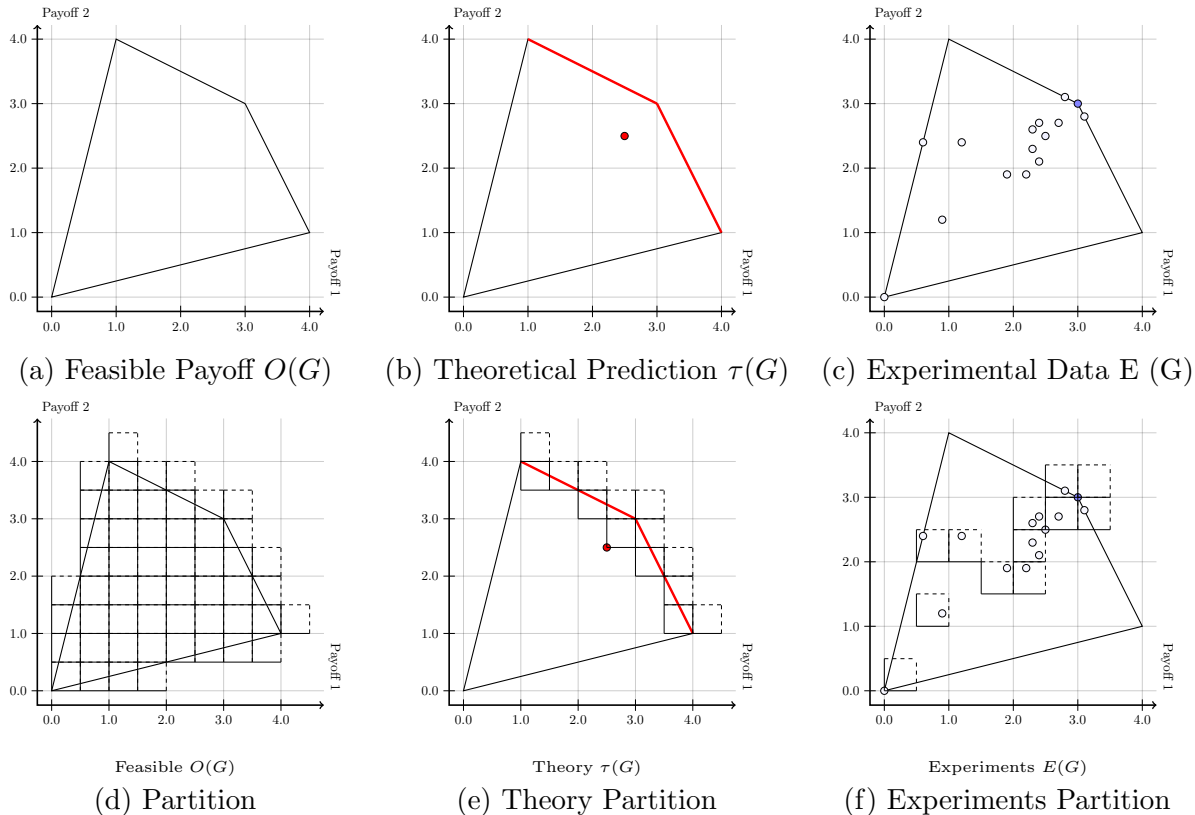 Payoff 2
4.0
3.0
2.0
1.0
0.0
Payoff 1
0.0 1.0 2.0 3.0 4.0
(a) Feasible Payoff O(G)
Payoff 2
4.0
3.0
2.0
1.0
0.0
Payoff 1
0.0 1.0 2.0 3.0 4.0
(b) Theoretical Prediction τ(G)
Payoff 2
4.0
3.0
2.0
1.0
0.0
Payoff 1
0.0 1.0 2.0 3.0 4.0
(c) Experimental Data E (G)
Payoff 2
4.0
3.0
2.0
1.0
0.0
Payoff 1
0.0 1.0 2.0 3.0 4.0
Feasible O(G)
(d) Partition
Payoff 2
4.0
3.0
2.0
1.0
0.0
Payoff 1
0.0 1.0 2.0 3.0 4.0
Theory τ(G)
(e) Theory Partition
Payoff 2
4.0
3.0
2.0
1.0
0.0
Payoff 1
0.0 1.0 2.0 3.0 4.0
Experiments E(G)
(f) Experiments Partition